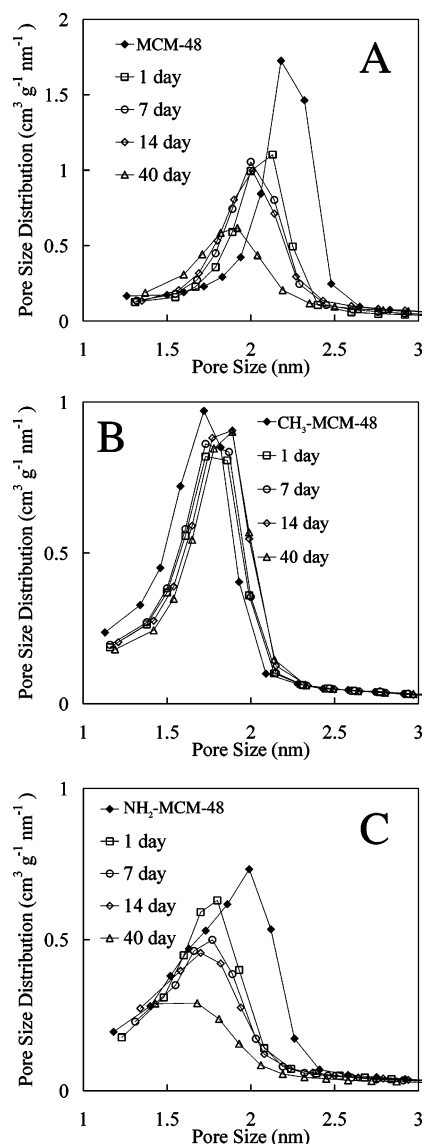 A
MCM-48
1 day
7 day
14 day
40 day
Pore Size Distribution (cm³ g⁻¹ nm⁻¹ )
2
1.5
1
0.5
0
1 1.5 2 2.5 3
Pore Size (nm)
B
CH₃-MCM-48
1 day
7 day
14 day
40 day
Pore Size Distribution (cm³ g⁻¹ nm⁻¹ )
1
0.5
0
1 1.5 2 2.5 3
Pore Size (nm)
C
NH₂-MCM-48
1 day
7 day
14 day
40 day
Pore Size Distribution (cm³ g⁻¹ nm⁻¹ )
1
0.5
0
1 1.5 2 2.5 3
Pore Size (nm)